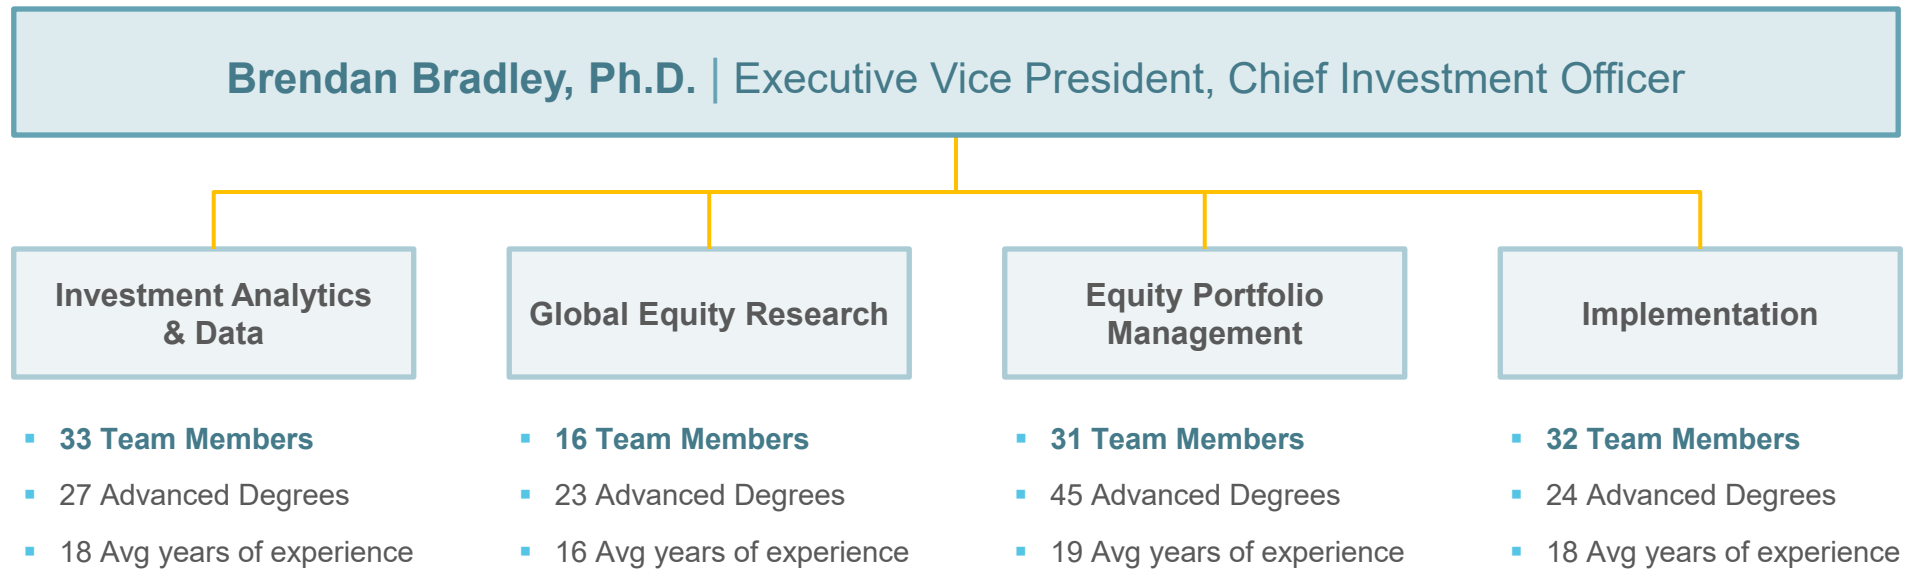 Brendan Bradley, Ph.D. | Executive Vice President, Chief Investment Officer
Investment Analytics
& Data
▪ 33 Team Members
▪ 27 Advanced Degrees
▪ 18 Avg years of experience
Global Equity Research
▪ 16 Team Members
▪ 23 Advanced Degrees
▪ 16 Avg years of experience
Equity Portfolio
Management
▪ 31 Team Members
▪ 45 Advanced Degrees
▪ 19 Avg years of experience
Implementation
▪ 32 Team Members
▪ 24 Advanced Degrees
▪ 18 Avg years of experience